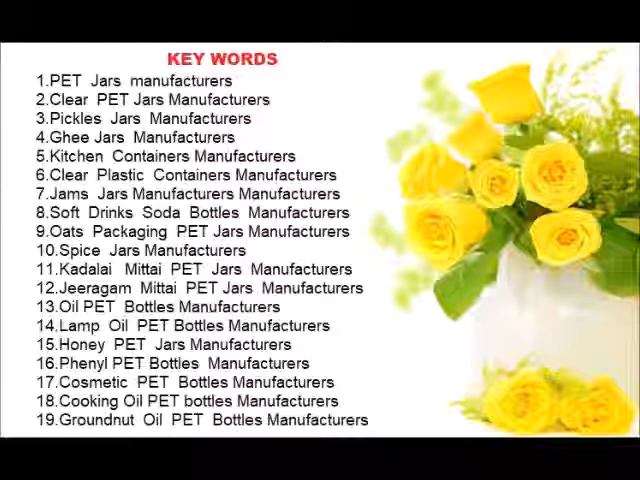 KEY WORDS
1.PET Jars manufacturers
2.Clear PET Jars Manufacturers
3.Pickles Jars Manufacturers
4.Ghee Jars Manufacturers
5.Kitchen Containers Manufacturers
6.Clear Plastic Containers Manufacturers
7.Jams Jars Manufacturers Manufacturers
8.Soft Drinks Soda Bottles Manufacturers
9.Oats Packaging PET Jars Manufacturers
10.Spice Jars Manufacturers
11.Kadalai Mittai PET Jars Manufacturers
12.Jeeragam Mittai PET Jars Manufacturers
13.Oil PET Bottles Manufacturers
14.Lamp Oil PET Bottles Manufacturers
15.Honey PET Jars Manufacturers
16.Phenyl PET Bottles Manufacturers
17.Cosmetic PET Bottles Manufacturers
18.Cooking Oil PET bottles Manufacturers
19.Groundnut Oil PET Bottles Manufacturers